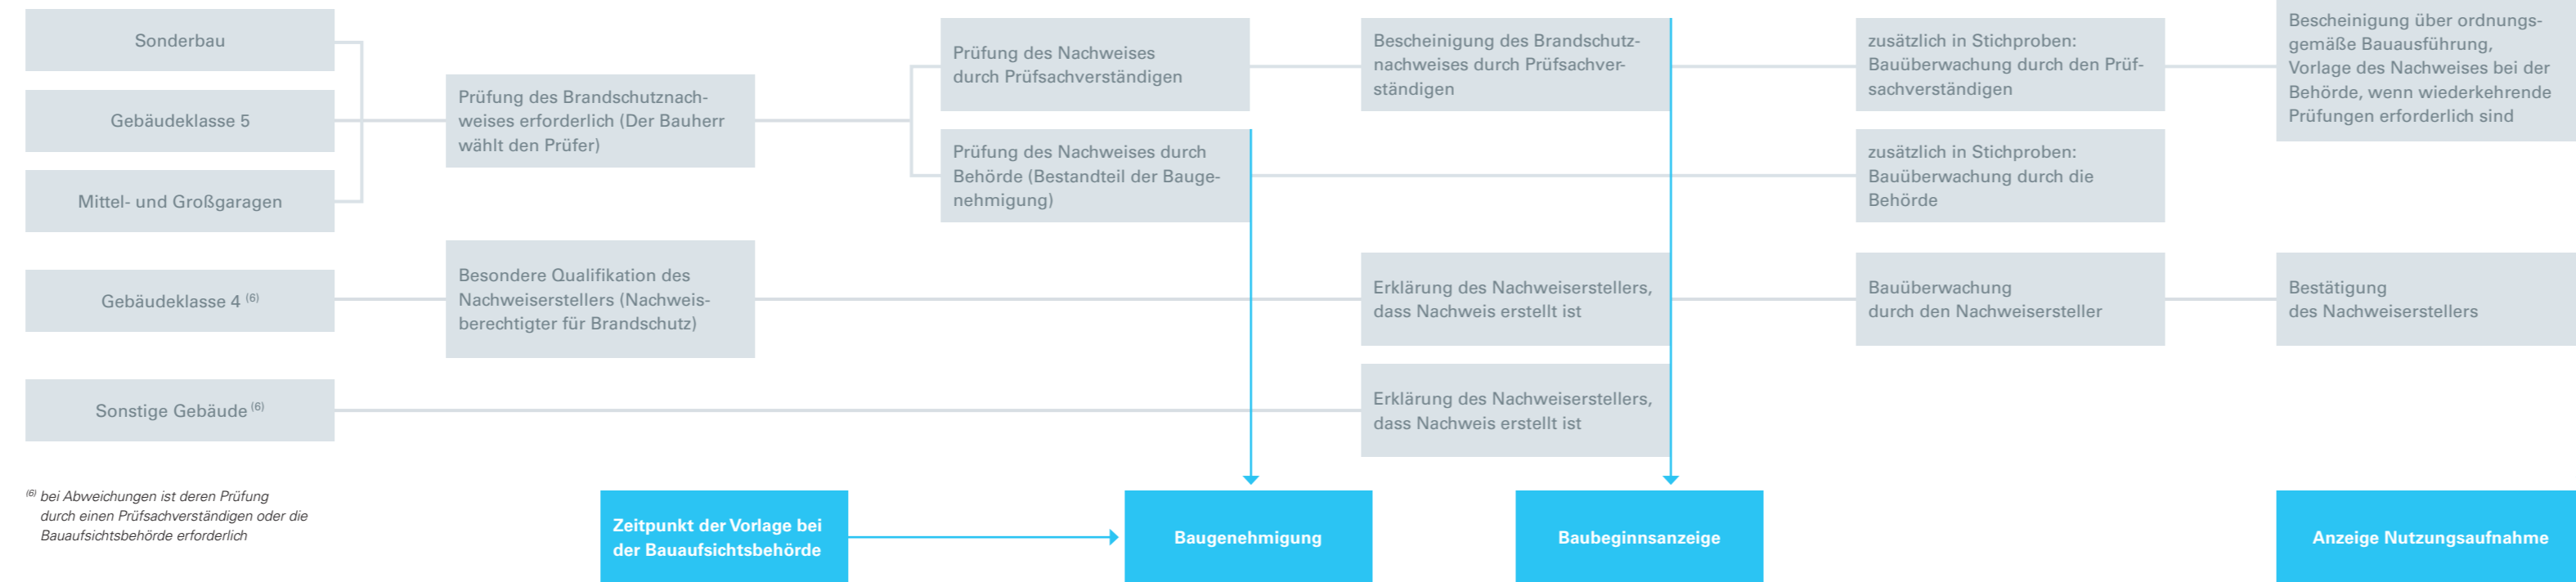 Sonderbau
Gebäudeklasse 5
Mittel- und Großgaragen
Prüfung des Brandschutznach-
weises erforderlich (Der Bauherr
wählt den Prüfer)
Prüfung des Nachweises
durch Prüfsachverständigen
Bescheinigung des Brandschutz-
nachweises durch Prüfsachver-
ständigen
zusätzlich in Stichproben:
Bauüberwachung durch den Prüf-
sachverständigen
Bescheinigung über ordnungs-
gemäße Bauausführung,
Vorlage des Nachweises bei der
Behörde, wenn wiederkehrende
Prüfungen erforderlich sind
Prüfung des Nachweises durch
Behörde (Bestandteil der Bauge-
nehmigung)
zusätzlich in Stichproben:
Bauüberwachung durch die
Behörde
Gebäudeklasse 4 (6)
Besondere Qualifikation des
Nachweiserstellers (Nachweis-
berechtigter für Brandschutz)
Erklärung des Nachweiserstellers,
dass Nachweis erstellt ist
Bauüberwachung
durch den Nachweisersteller
Bestätigung
des Nachweiserstellers
Sonstige Gebäude (6)
Erklärung des Nachweiserstellers,
dass Nachweis erstellt ist
(6) bei Abweichungen ist deren Prüfung
durch einen Prüfsachverständigen oder die
Bauaufsichtsbehörde erforderlich
Zeitpunkt der Vorlage bei
der Bauaufsichtsbehörde
Baugenehmigung
Baubeginnsanzeige
Anzeige Nutzungsaufnahme